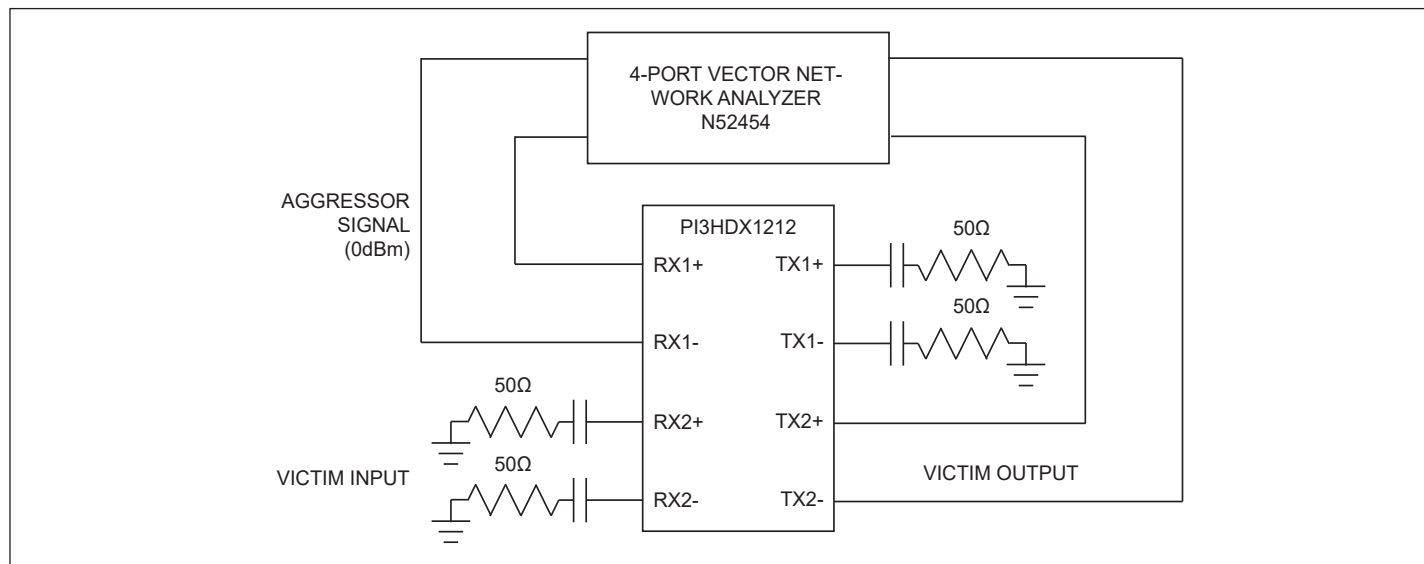 4-PORT VECTOR NET-
WORK ANALYZER
N52454
AGGRESSOR
SIGNAL
(0dBm)
PI3HDX1212
RX1+
TX1+
50Ω
RX1-
TX1-
50Ω
50Ω
RX2+
TX2+
VICTIM INPUT
50Ω
RX2-
TX2-
VICTIM OUTPUT